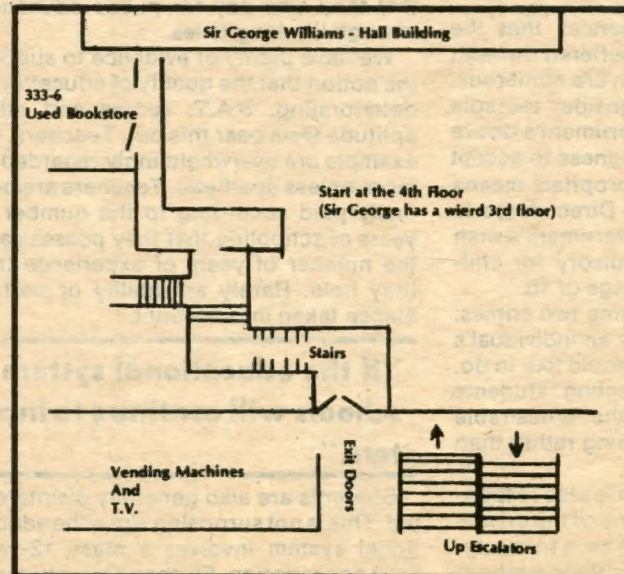 Sir George Williams - Hall Building
333-6
Used Bookstore
Start at the 4th Floor
(Sir George has a wierd 3rd floor)
Stairs
Vending Machines
And
T.V.
Exit Doors
Up Escalators